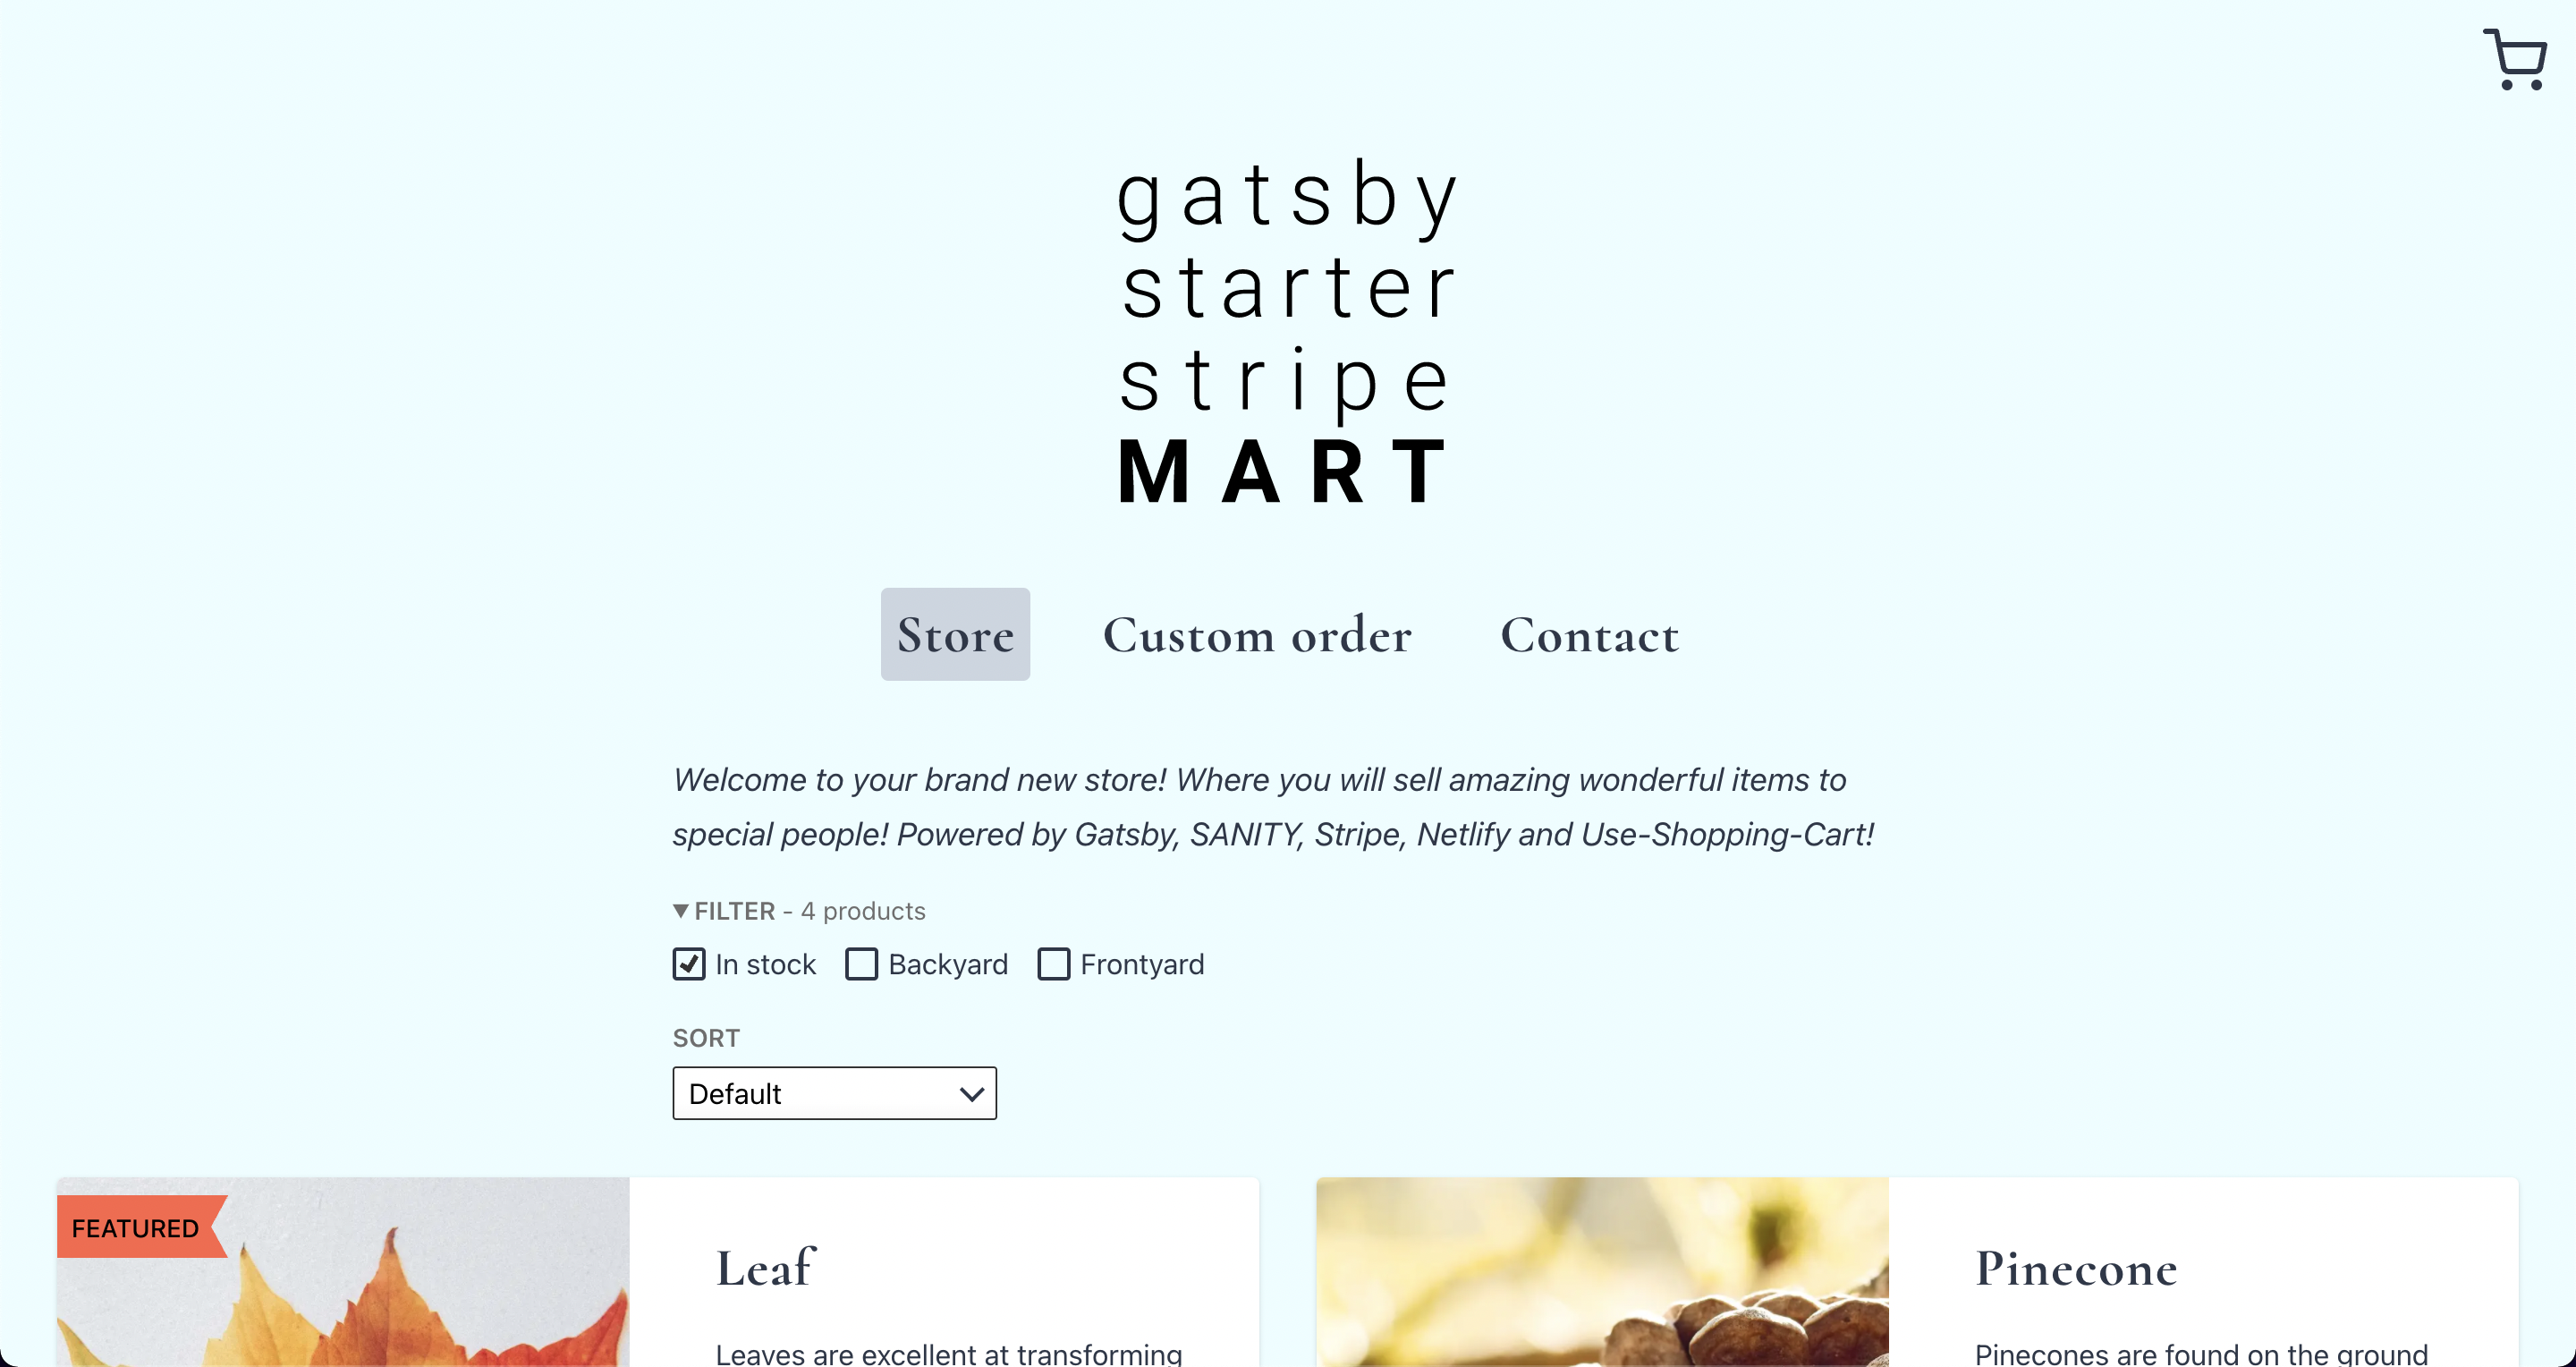 gatsby
starter
stripe
MART
Store
Custom order
Contact
Welcome to your brand new store! Where you will sell amazing wonderful items to
special people! Powered by Gatsby, SANITY, Stripe, Netlify and Use-Shopping-Cart!
FILTER - 4 products
In stock
Backyard
Frontyard
SORT
Default
FEATURED
Leaf
Leaves are excellent at transforming
Pinecone
Pinecones are found on the ground